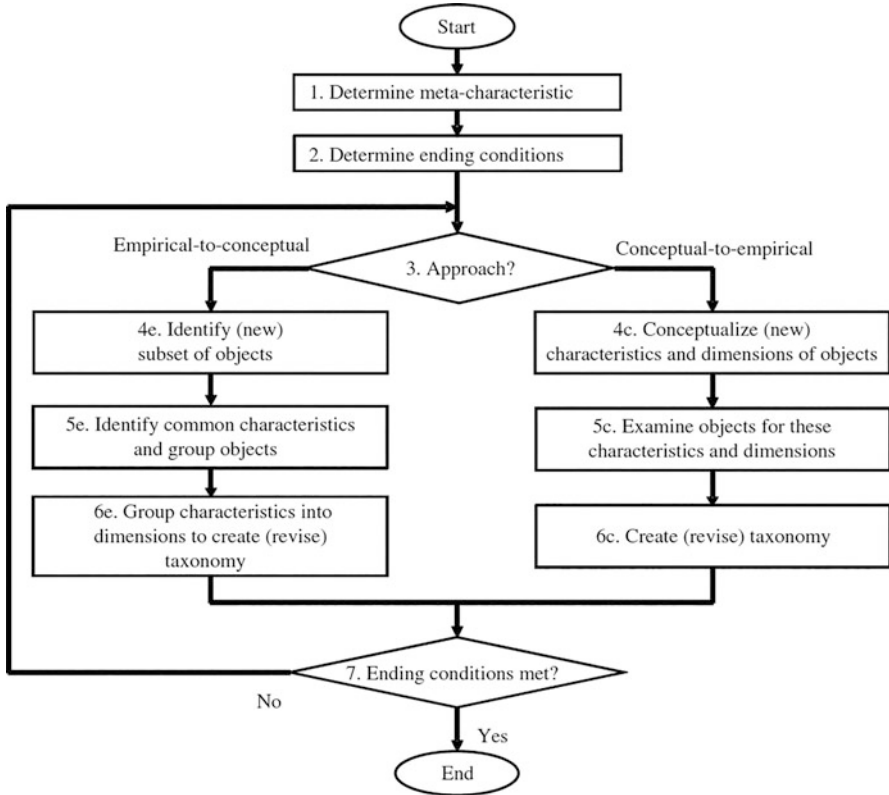 Start
1. Determine meta-characteristic
2. Determine ending conditions
Empirical-to-conceptual
Conceptual-to-empirical
3. Approach?
4e. Identify (new)
subset of objects
4c. Conceptualize (new)
characteristics and dimensions of objects
5e. Identify common characteristics
and group objects
5c. Examine objects for these
characteristics and dimensions
6e. Group characteristics into
dimensions to create (revise)
taxonomy
6c. Create (revise) taxonomy
7. Ending conditions met?
No
Yes
End